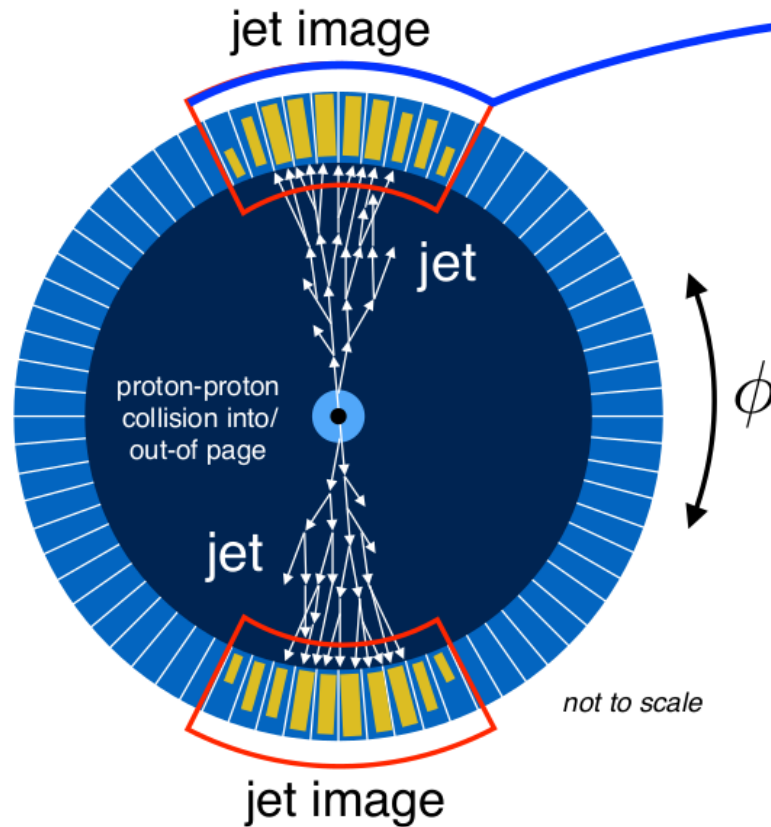 jet image
jet
proton-proton
collision into/
out-of page
ϕ
jet
not to scale
jet image